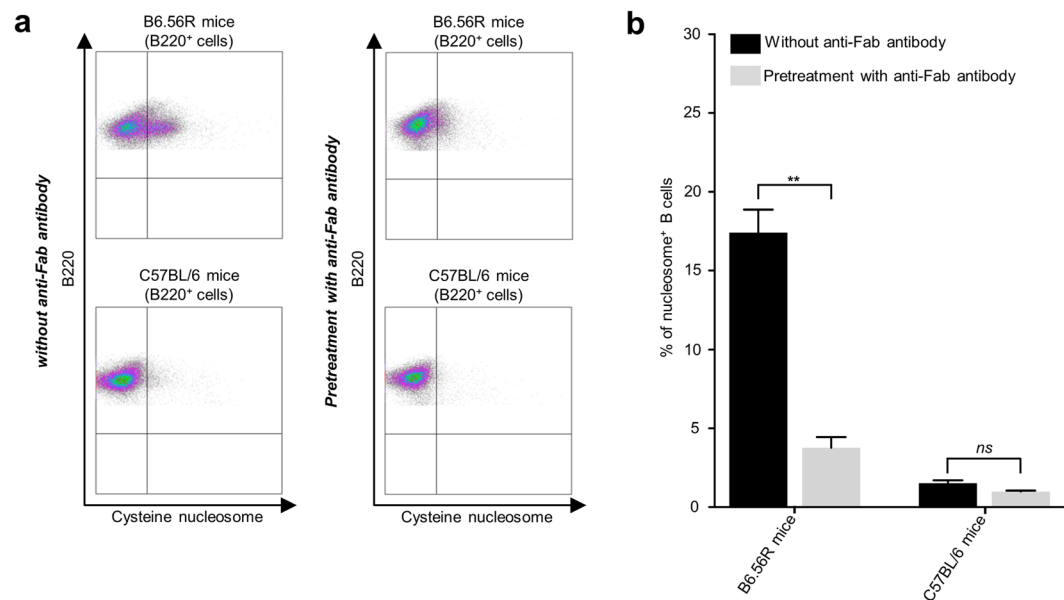 a
B6.56R mice
(B220⁺ cells)
B6.56R mice
(B220⁺ cells)
without anti-Fab antibody
B220
Pretreatment with anti-Fab antibody
B220
C57BL/6 mice
(B220⁺ cells)
C57BL/6 mice
(B220⁺ cells)
Cysteine nucleosome
Cysteine nucleosome
b
Without anti-Fab antibody
Pretreatment with anti-Fab antibody
% of nucleosome⁺ B cells
30
25
20
15
10
5
0
**
ns
B6.56R mice
C57BL/6 mice